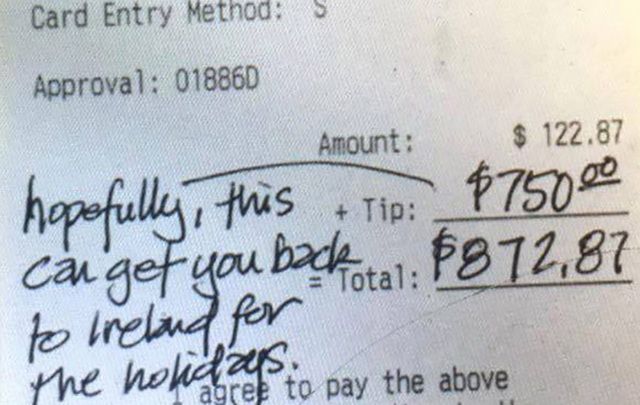 Card Entry Method: S
Approval: 01886D
Amount: $ 122.87
+ Tip: $750.00
= Total: $872.87
hopefully, this
can get you back
to Ireland for
the holidays.
I agree to pay the above